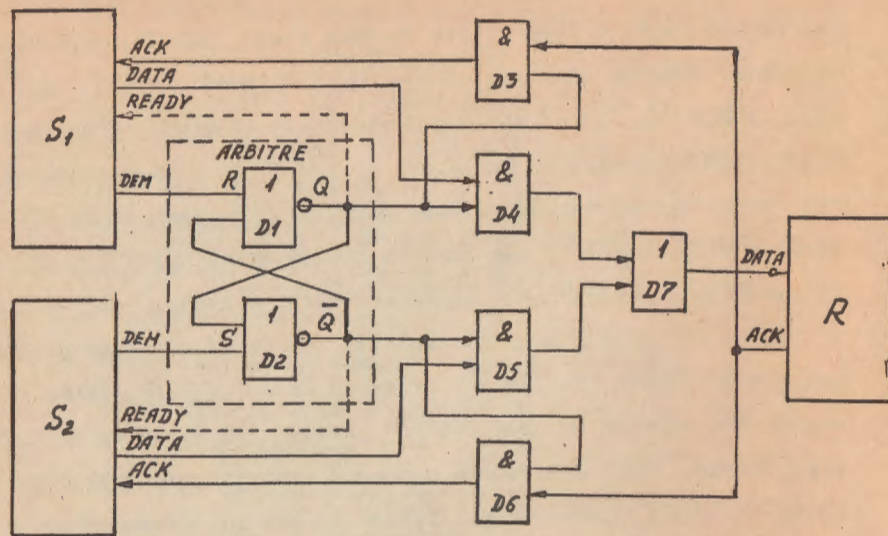 ACK
&
D3
DATA
READY
S1
ARBITRE
DEM
R
1
Q
D1
&
D4
1
D7
DATA
R
ACK
S
1
Q̅
D2
DEM
&
D5
S2
READY
DATA
ACK
&
D6